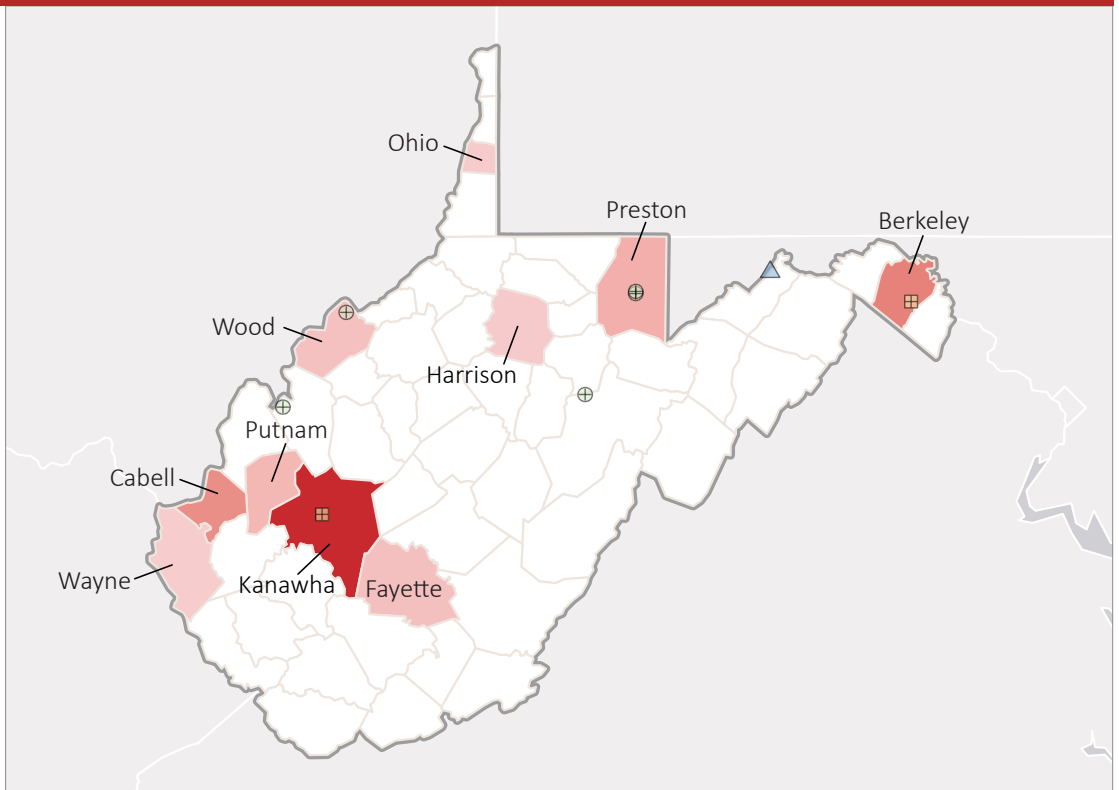 Ohio
Preston
Berkeley
Wood
Harrison
Putnam
Cabell
Wayne
Kanawha
Fayette